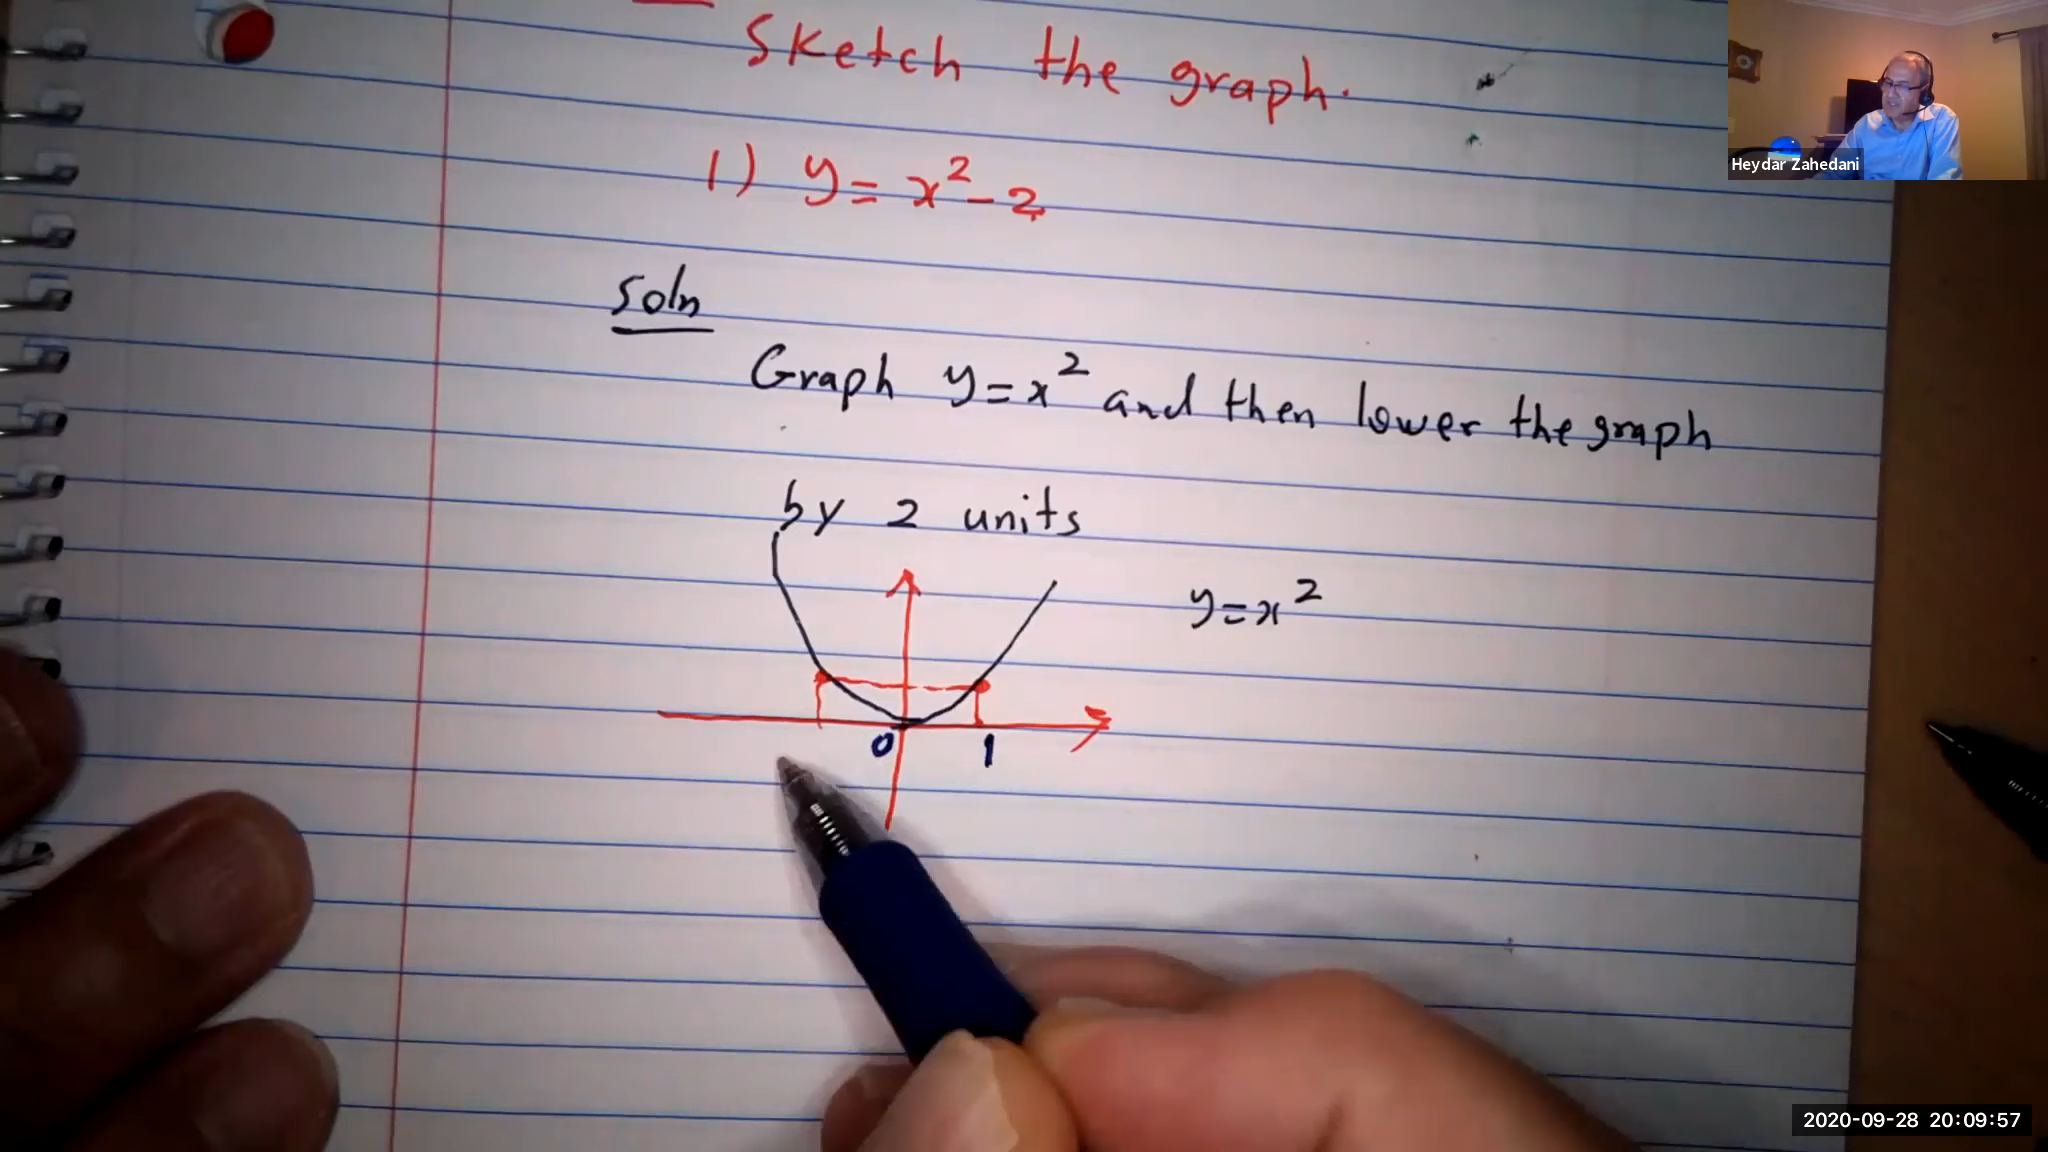 Sketch the graph.
1) y = x² - 2
Soln
Graph y = x² and then lower the graph
by 2 units
y = x²
0 1
Heydar Zahedani
2020-09-28 20:09:57